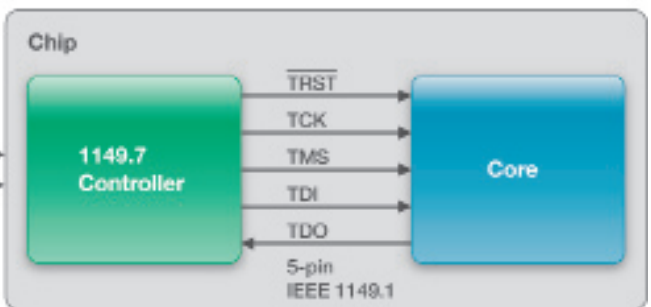 Chip
TRST
TCK
1149.7
Controller
TMS
Core
TDI
TDO
5-pin
IEEE 1149.1